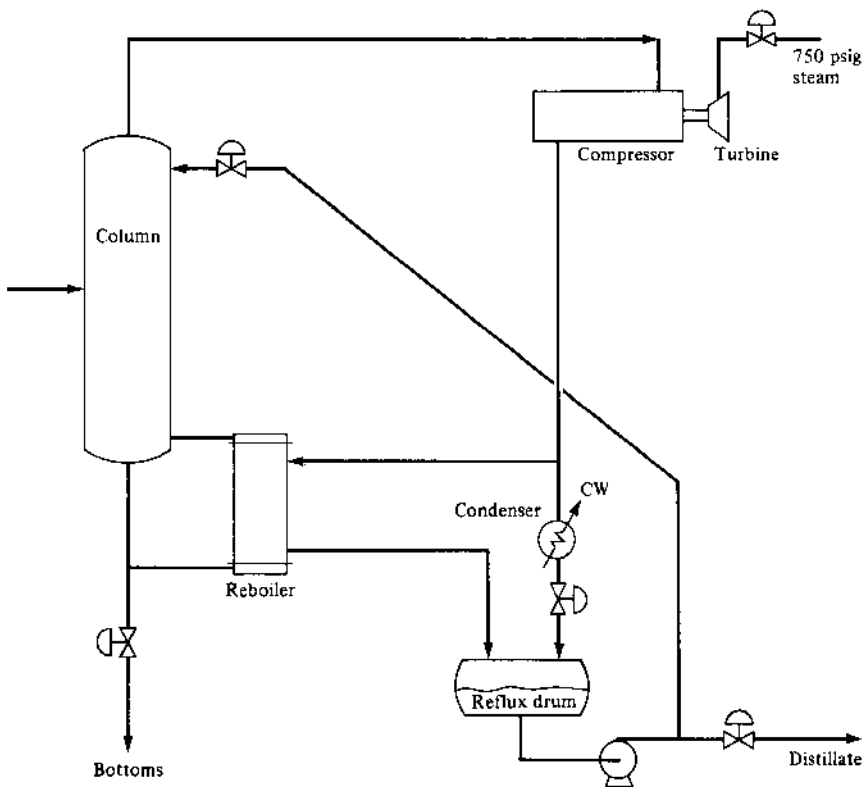 750 psig
steam
Compressor
Turbine
Column
CW
Condenser
Reboiler
Reflux drum
Distillate
Bottoms